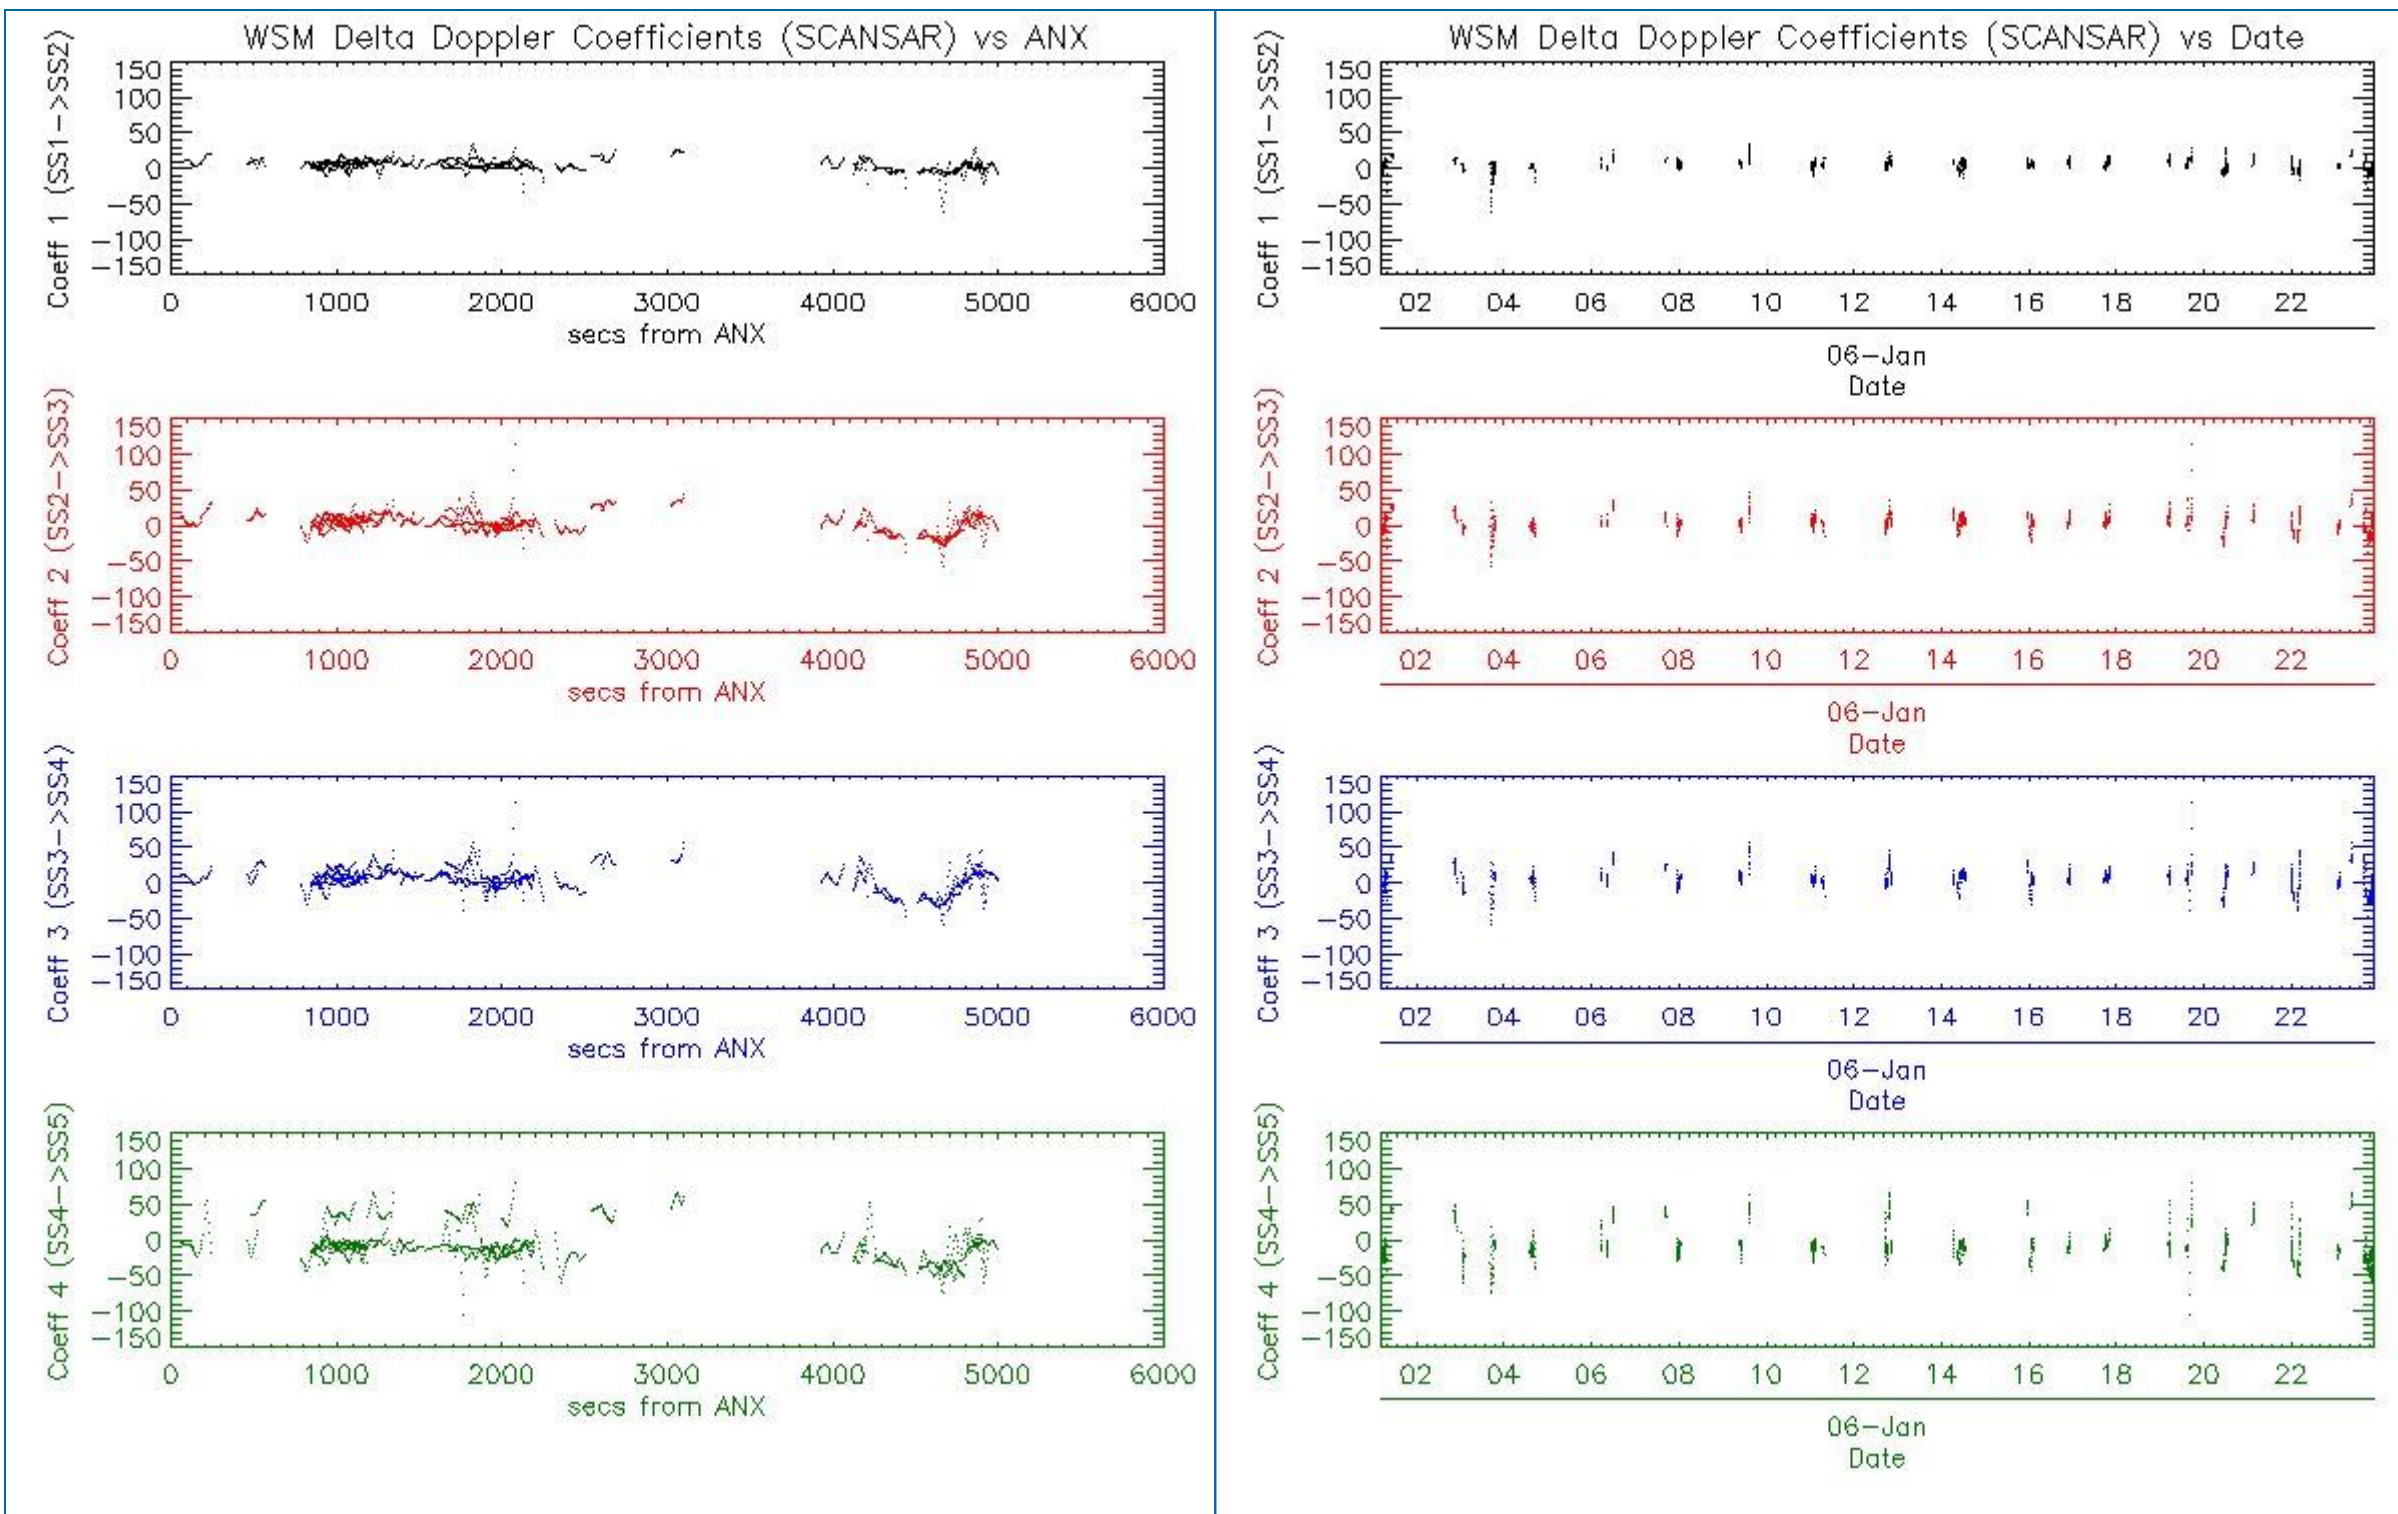 WSM Delta Doppler Coefficients (SCANSAR) vs ANX
Coeff 1 (SS1->SS2)
150
100
50
0
-50
-100
-150
0 1000 2000 3000 4000 5000 6000
secs from ANX
Coeff 2 (SS2->SS3)
150
100
50
0
-50
-100
-150
0 1000 2000 3000 4000 5000 6000
secs from ANX
Coeff 3 (SS3->SS4)
150
100
50
0
-50
-100
-150
0 1000 2000 3000 4000 5000 6000
secs from ANX
Coeff 4 (SS4->SS5)
150
100
50
0
-50
-100
-150
0 1000 2000 3000 4000 5000 6000
secs from ANX
WSM Delta Doppler Coefficients (SCANSAR) vs Date
Coeff 1 (SS1->SS2)
150
100
50
0
-50
-100
-150
02 04 06 08 10 12 14 16 18 20 22
06-Jan
Date
Coeff 2 (SS2->SS3)
150
100
50
0
-50
-100
-150
02 04 06 08 10 12 14 16 18 20 22
06-Jan
Date
Coeff 3 (SS3->SS4)
150
100
50
0
-50
-100
-150
02 04 06 08 10 12 14 16 18 20 22
06-Jan
Date
Coeff 4 (SS4->SS5)
150
100
50
0
-50
-100
-150
02 04 06 08 10 12 14 16 18 20 22
06-Jan
Date